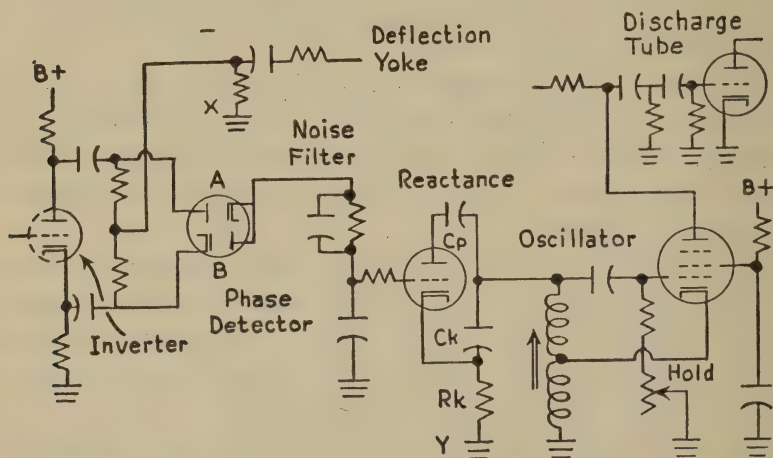 Deflection
Yoke
Discharge
Tube
B+
X
Noise
Filter
A
B
Phase
Detector
Inverter
Reactance
Cp
Ck
Rk
Y
Oscillator
Hold
B+